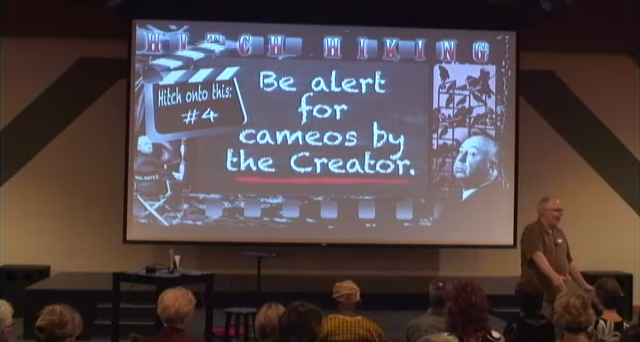 HITCH HIKING
Hitch onto this:
#4
Be alert
for
cameos by
the Creator.